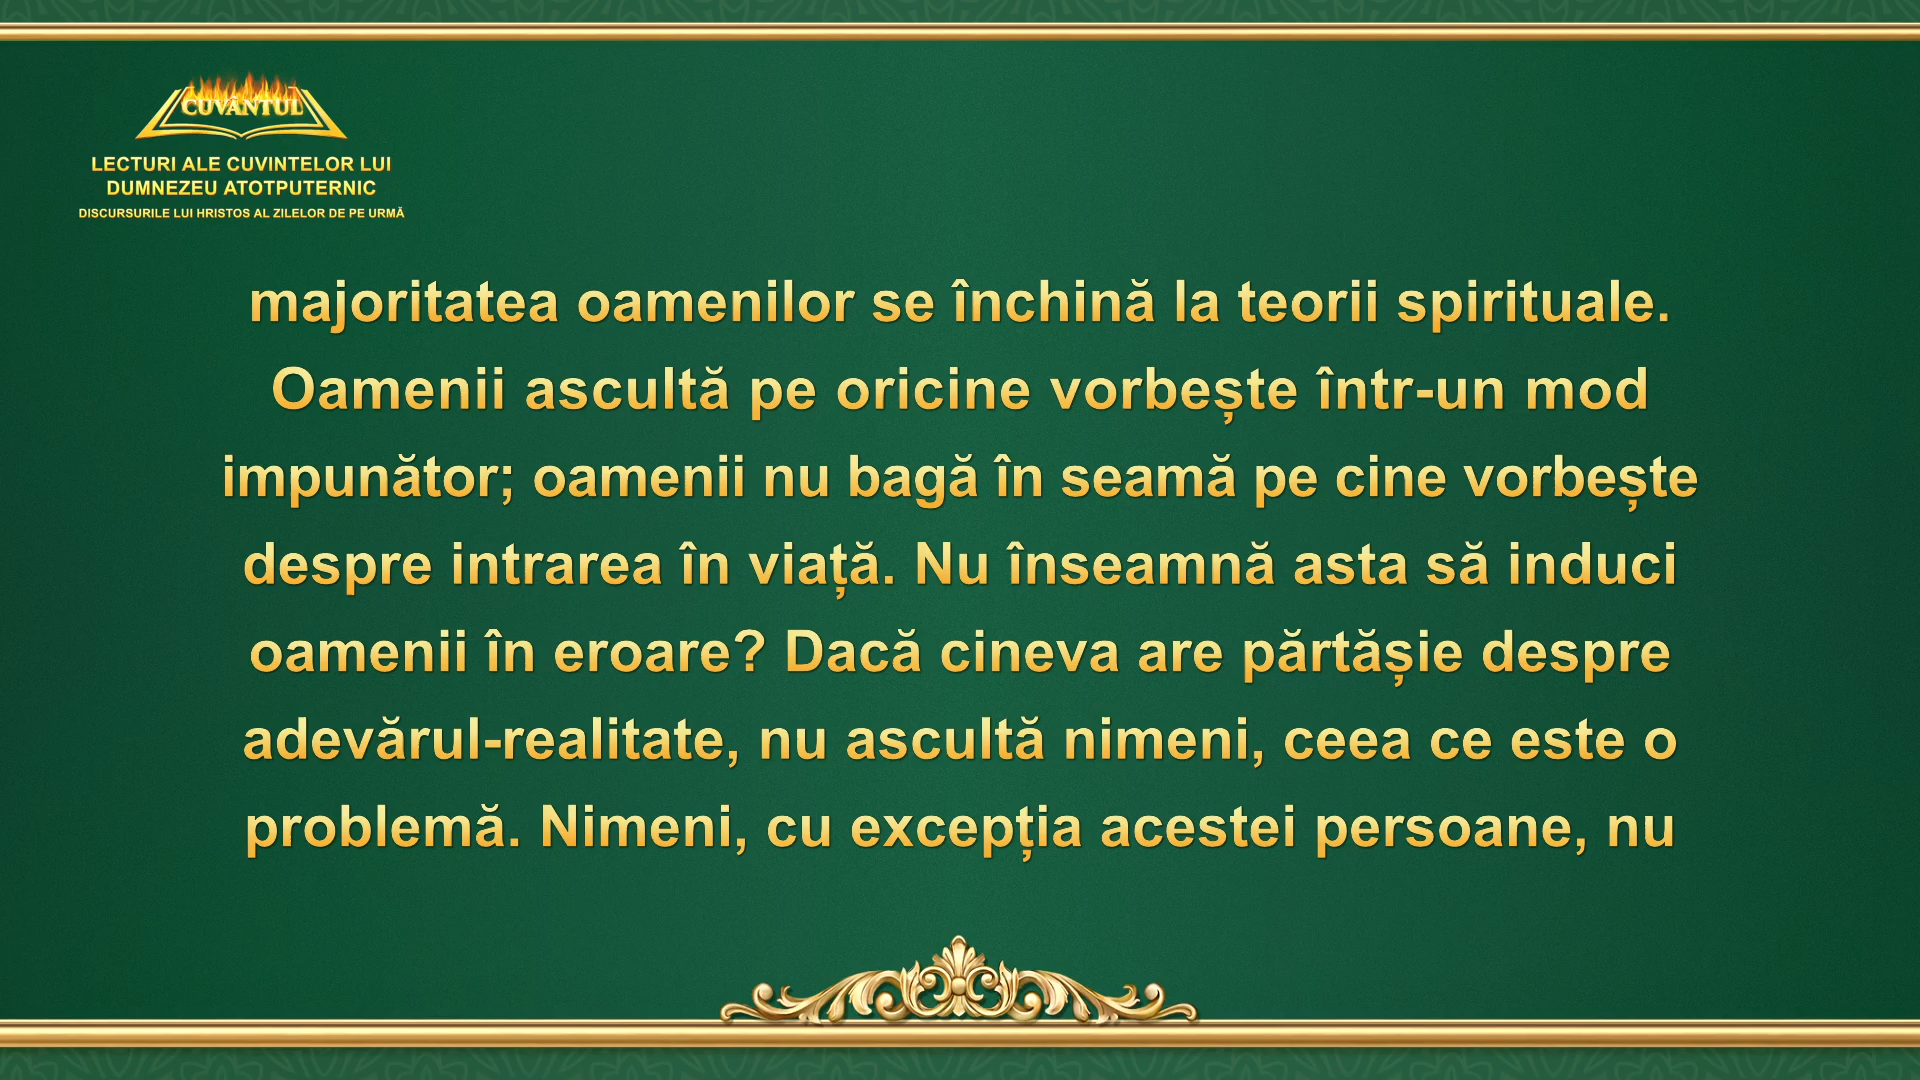 CUVÂNTUL
LECTURI ALE CUVINTELOR LUI
DUMNEZEU ATOTPUTERNIC
DISCURSURILE LUI HRISTOS AL ZILELOR DE PE URMĂ
majoritatea oamenilor se închină la teorii spirituale.
Oamenii ascultă pe oricine vorbește într-un mod
impunător; oamenii nu bagă în seamă pe cine vorbește
despre intrarea în viață. Nu înseamnă asta să induci
oamenii în eroare? Dacă cineva are părtășie despre
adevărul-realitate, nu ascultă nimeni, ceea ce este o
problemă. Nimeni, cu excepția acestei persoane, nu